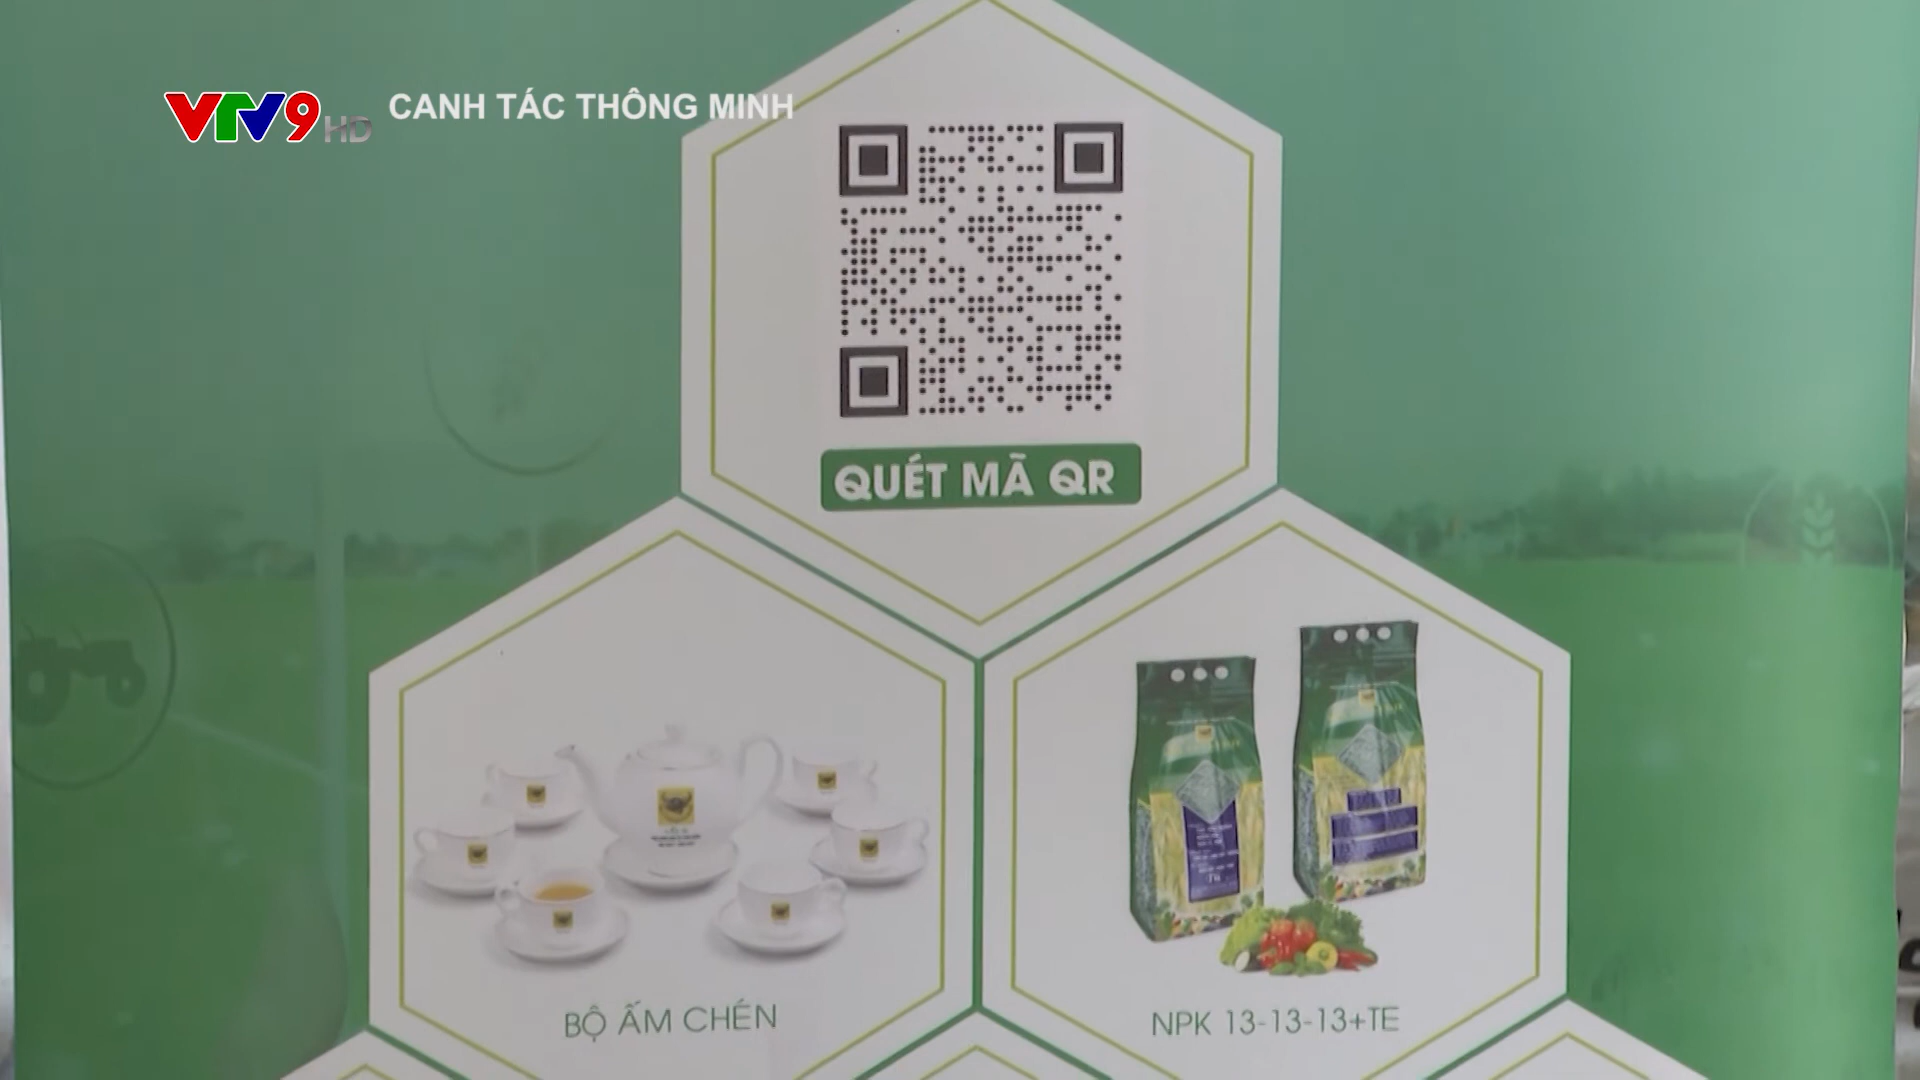 VTV9 HD
CANH TÁC THÔNG MINH
QUÉT MÃ QR
BỘ ẤM CHÉN
NPK 13-13-13+TE